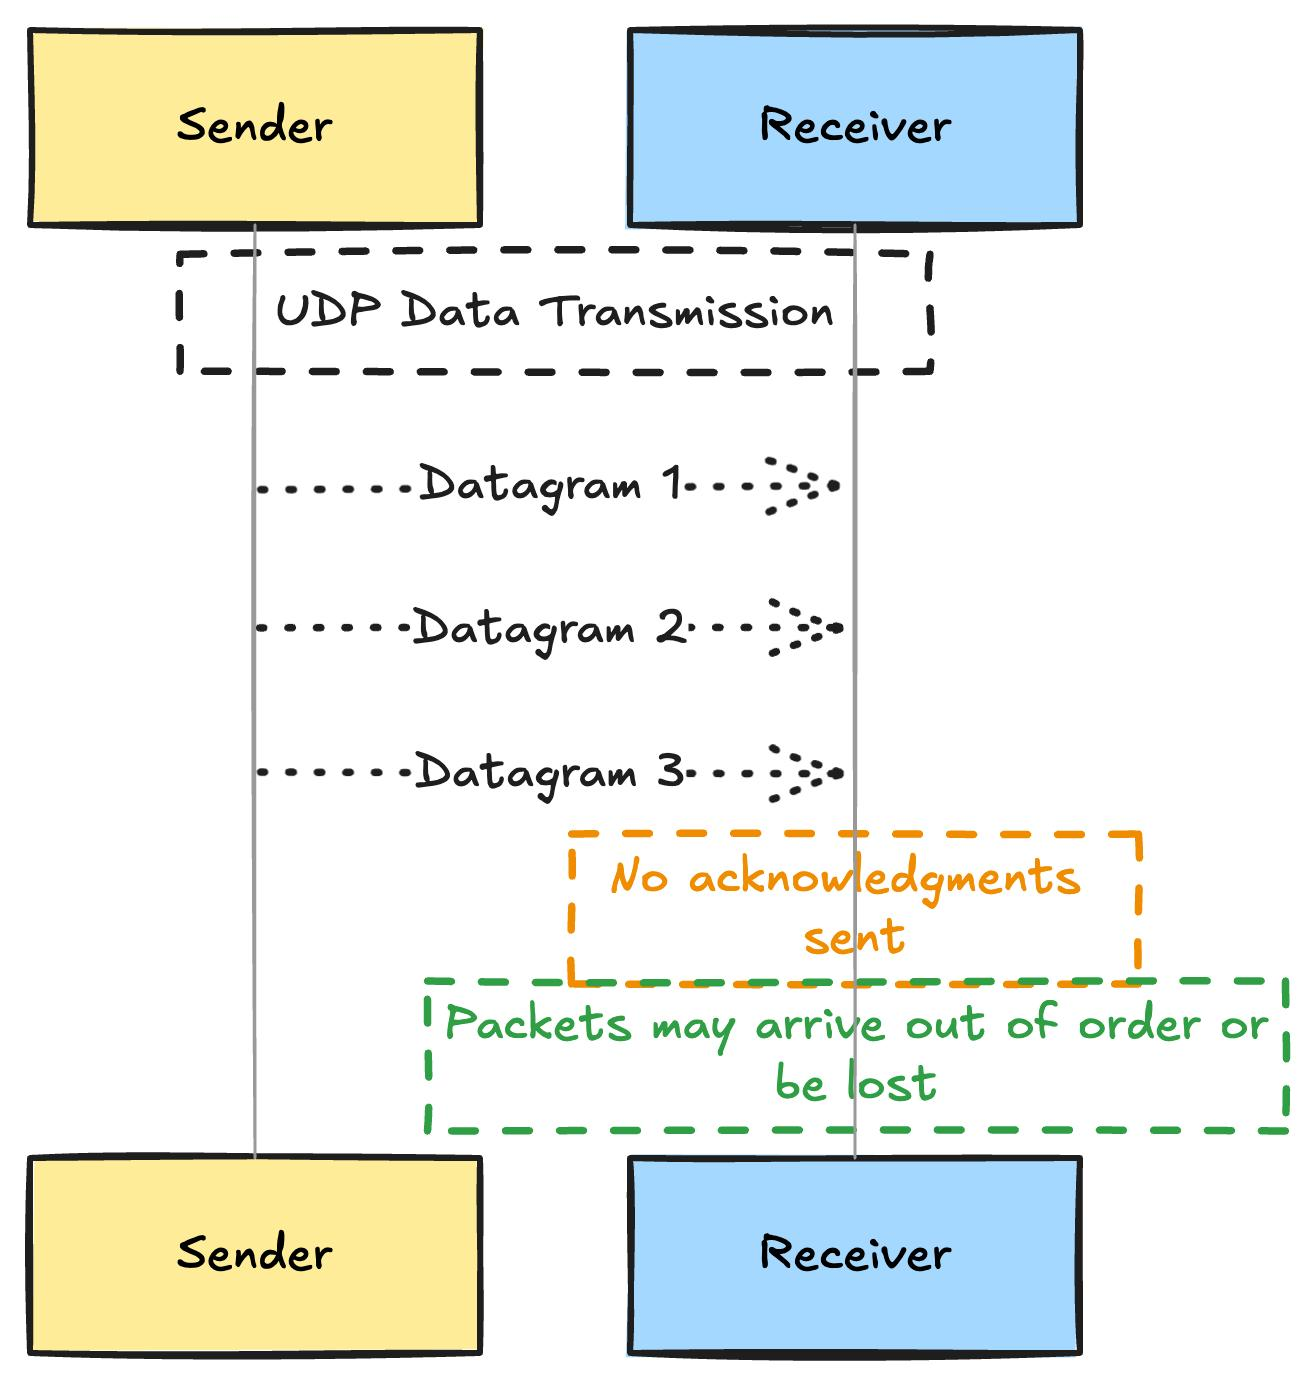 Sender
Receiver
UDP Data Transmission
Datagram 1
Datagram 2
Datagram 3
No acknowledgments
sent
Packets may arrive out of order or
be lost
Sender
Receiver